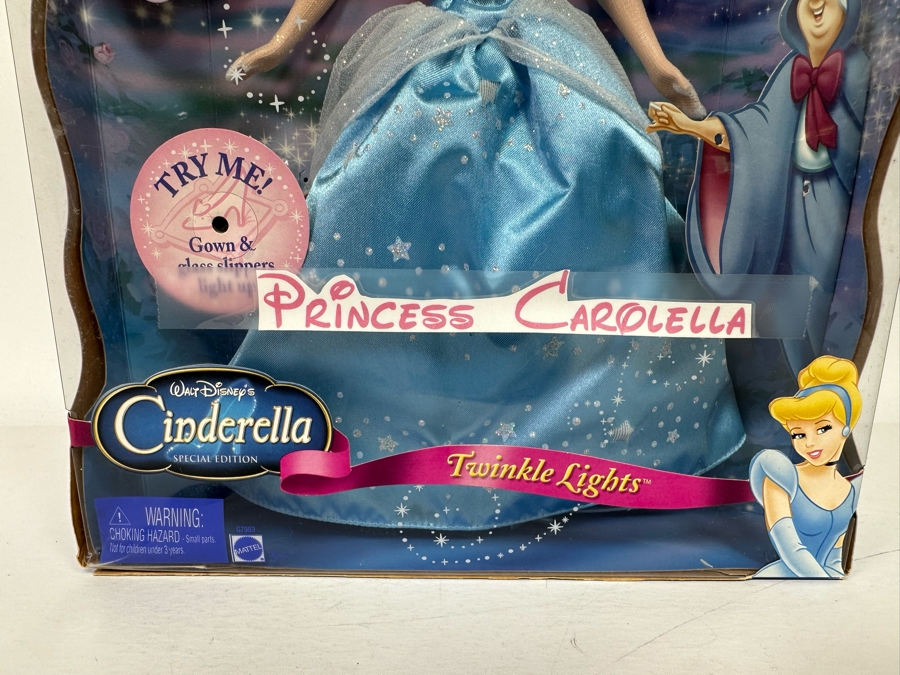 TRY ME!
Gown &
glass slippers
light up
PRINCESS CAROLELLA
WALT DISNEY'S
Cinderella
SPECIAL EDITION
Twinkle Lights™
WARNING:
CHOKING HAZARD - Small parts.
Not for children under 3 years.
MATTEL